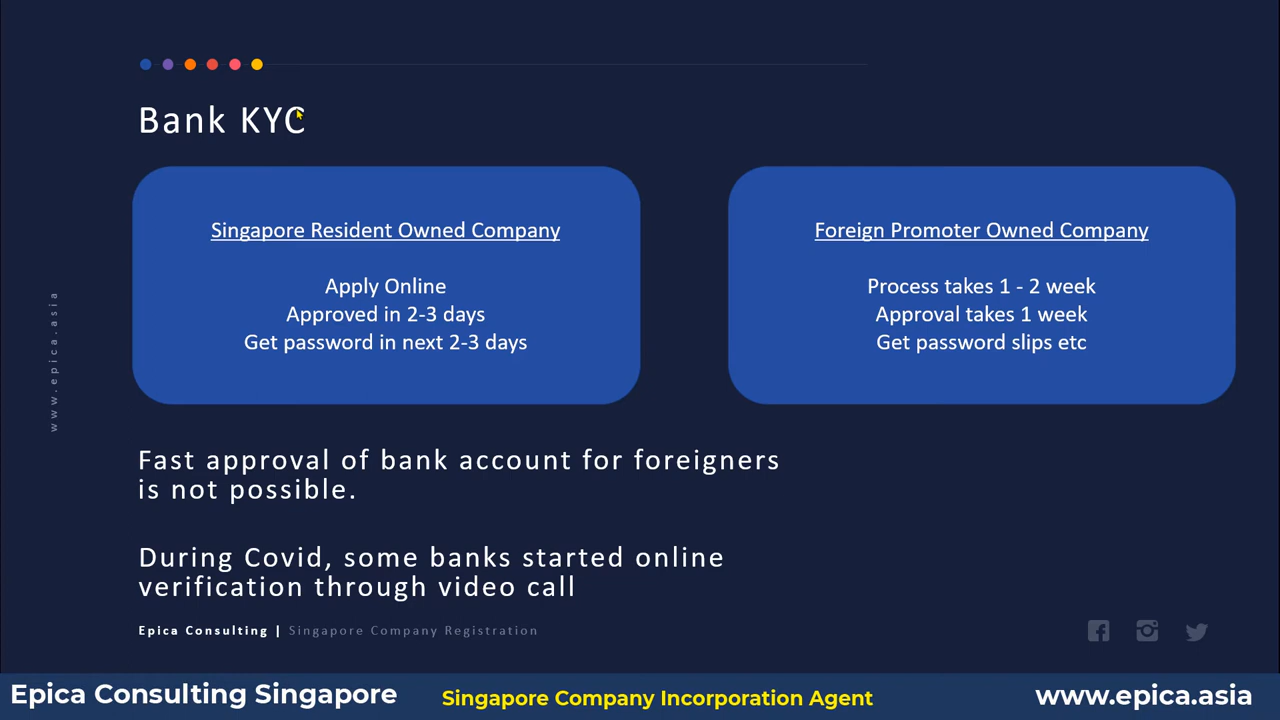 Bank KYC
Singapore Resident Owned Company
Apply Online
Approved in 2-3 days
Get password in next 2-3 days
Foreign Promoter Owned Company
Process takes 1 - 2 week
Approval takes 1 week
Get password slips etc
www.epica.asia
Fast approval of bank account for foreigners
is not possible.
During Covid, some banks started online
verification through video call
Epica Consulting | Singapore Company Registration
Epica Consulting Singapore
Singapore Company Incorporation Agent
www.epica.asia